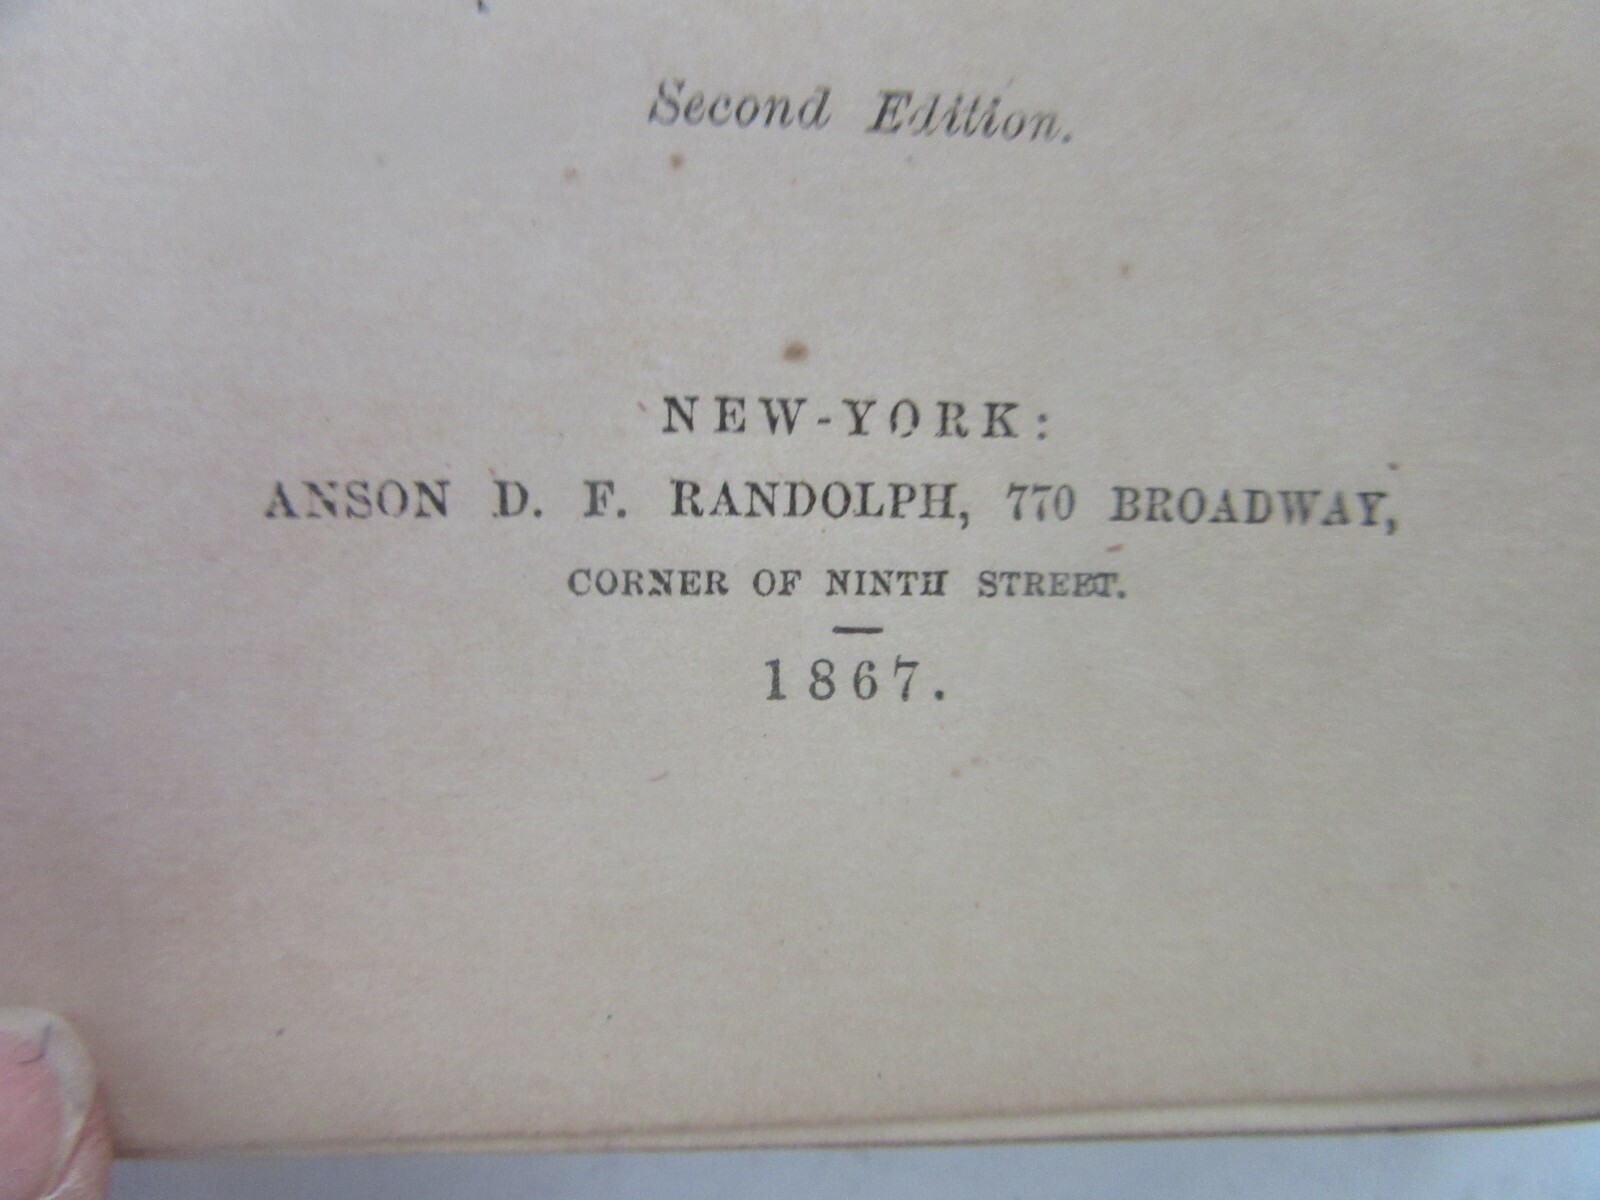 Second Edition.
NEW-YORK:
ANSON D. F. RANDOLPH, 770 BROADWAY,
CORNER OF NINTH STREET.
1867.